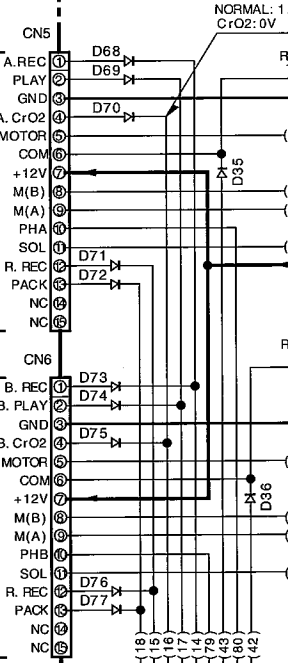 NORMAL: 1.
CrO2: 0V
CN5
R
A. REC 1 D68
PLAY 2 D69
GND 3
A. CrO2 4 D70
MOTOR 5
COM 6
D35
+12V 7
M(B) 8
M(A) 9
PHA 10
SOL 11
R. REC 12 D71
PACK 13 D72
NC 14
NC 15
CN6
R
B. REC 1 D73
B. PLAY 2 D74
GND 3
B. CrO2 4 D75
MOTOR 5
COM 6
D36
+12V 7
M(B) 8
M(A) 9
PHB 10
SOL 11
R. REC 12 D76
PACK 13 D77
NC 14
NC 15
(18 (15 (16 (17 (14 (79 (43 (80 (42